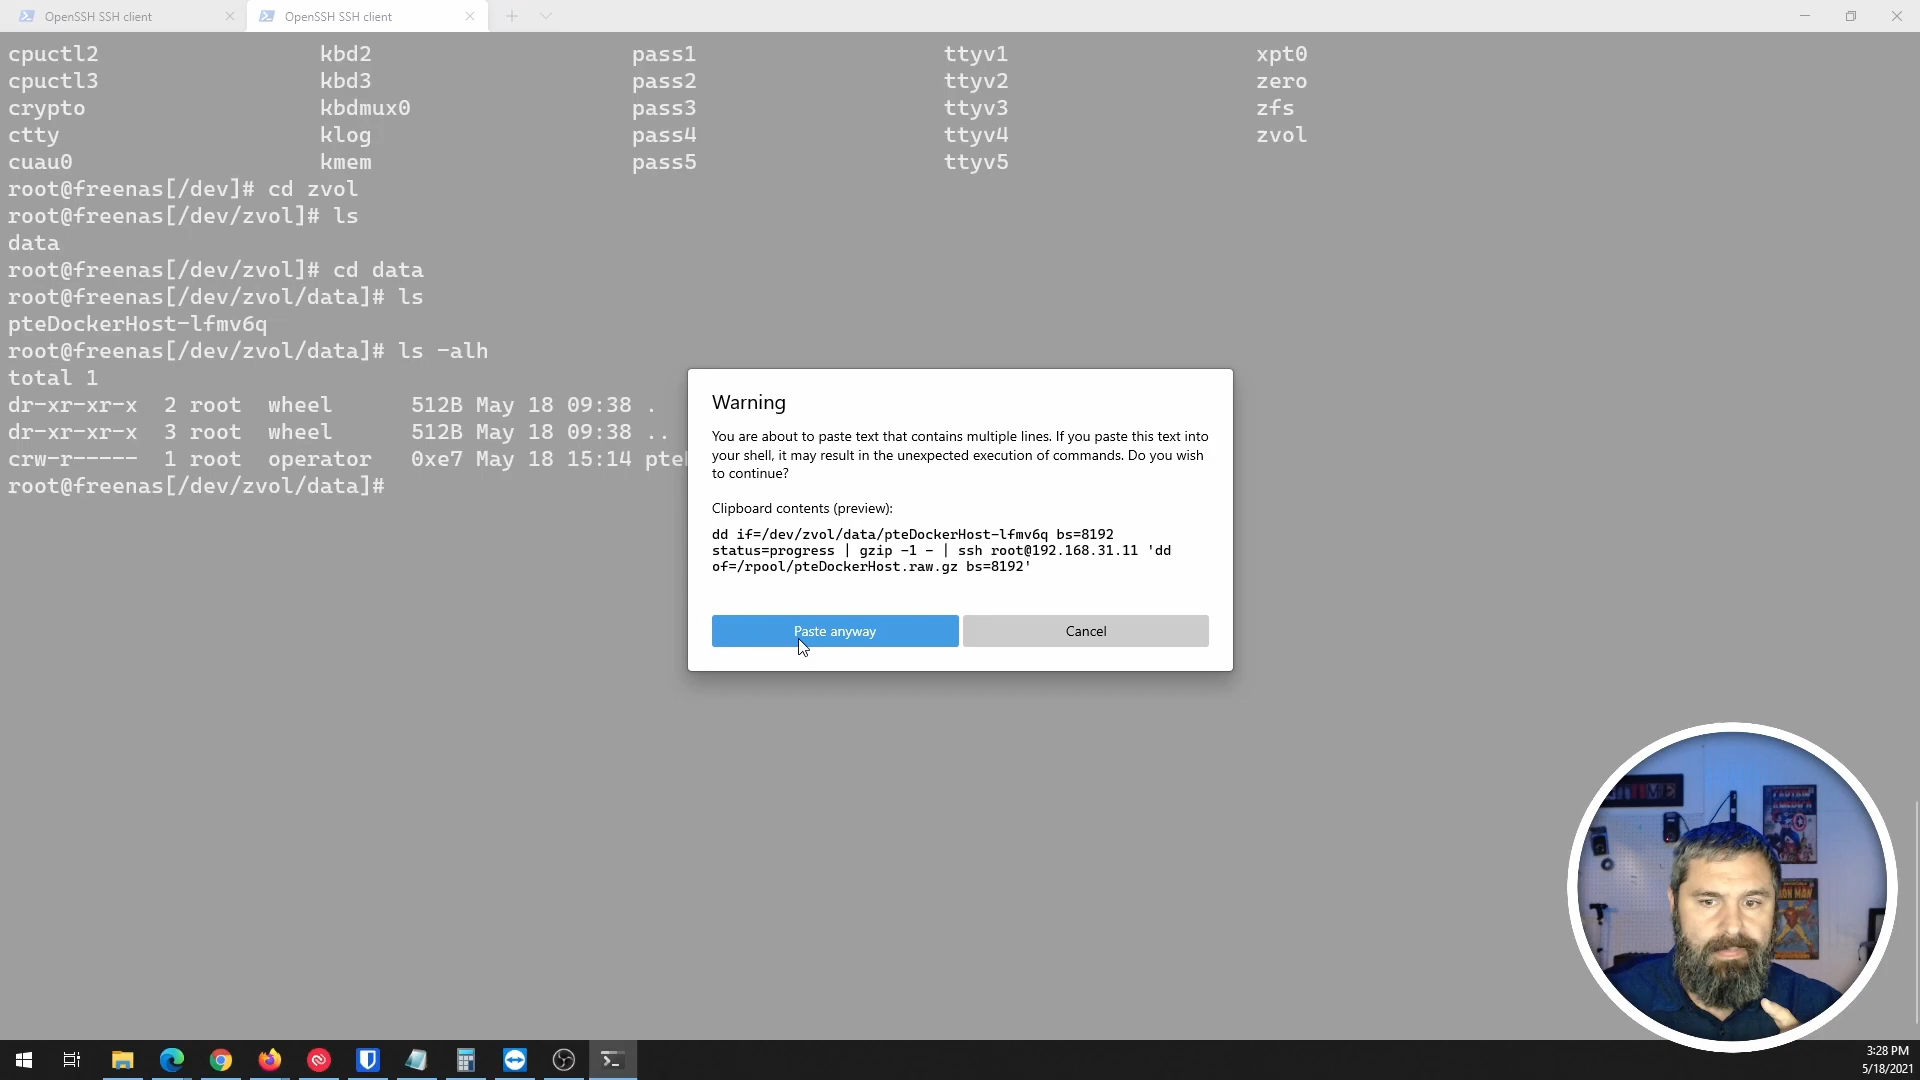 OpenSSH SSH client
OpenSSH SSH client
cpuctl2 kbd2 pass1 ttyv1 xpt0
cpuctl3 kbd3 pass2 ttyv2 zero
crypto kbdmux0 pass3 ttyv3 zfs
ctty klog pass4 ttyv4 zvol
cuau0 kmem pass5 ttyv5
root@freenas[/dev]# cd zvol
root@freenas[/dev/zvol]# ls
data
root@freenas[/dev/zvol]# cd data
root@freenas[/dev/zvol/data]# ls
pteDockerHost-lfmv6q
root@freenas[/dev/zvol/data]# ls -alh
total 1
dr-xr-xr-x 2 root wheel 512B May 18 09:38 .
dr-xr-xr-x 3 root wheel 512B May 18 09:38 ..
crw-r----- 1 root operator 0xe7 May 18 15:14
root@freenas[/dev/zvol/data]#
Warning
You are about to paste text that contains multiple lines. If you paste this text into
your shell, it may result in the unexpected execution of commands. Do you wish
to continue?
Clipboard contents (preview):
dd if=/dev/zvol/data/pteDockerHost-lfmv6q bs=8192
status=progress | gzip -1 - | ssh root@192.168.31.11 'dd
of=/rpool/pteDockerHost.raw.gz bs=8192'
Paste anyway
Cancel
CAPTAIN
AMERICA
IRON MAN
3:28 PM
5/18/2021